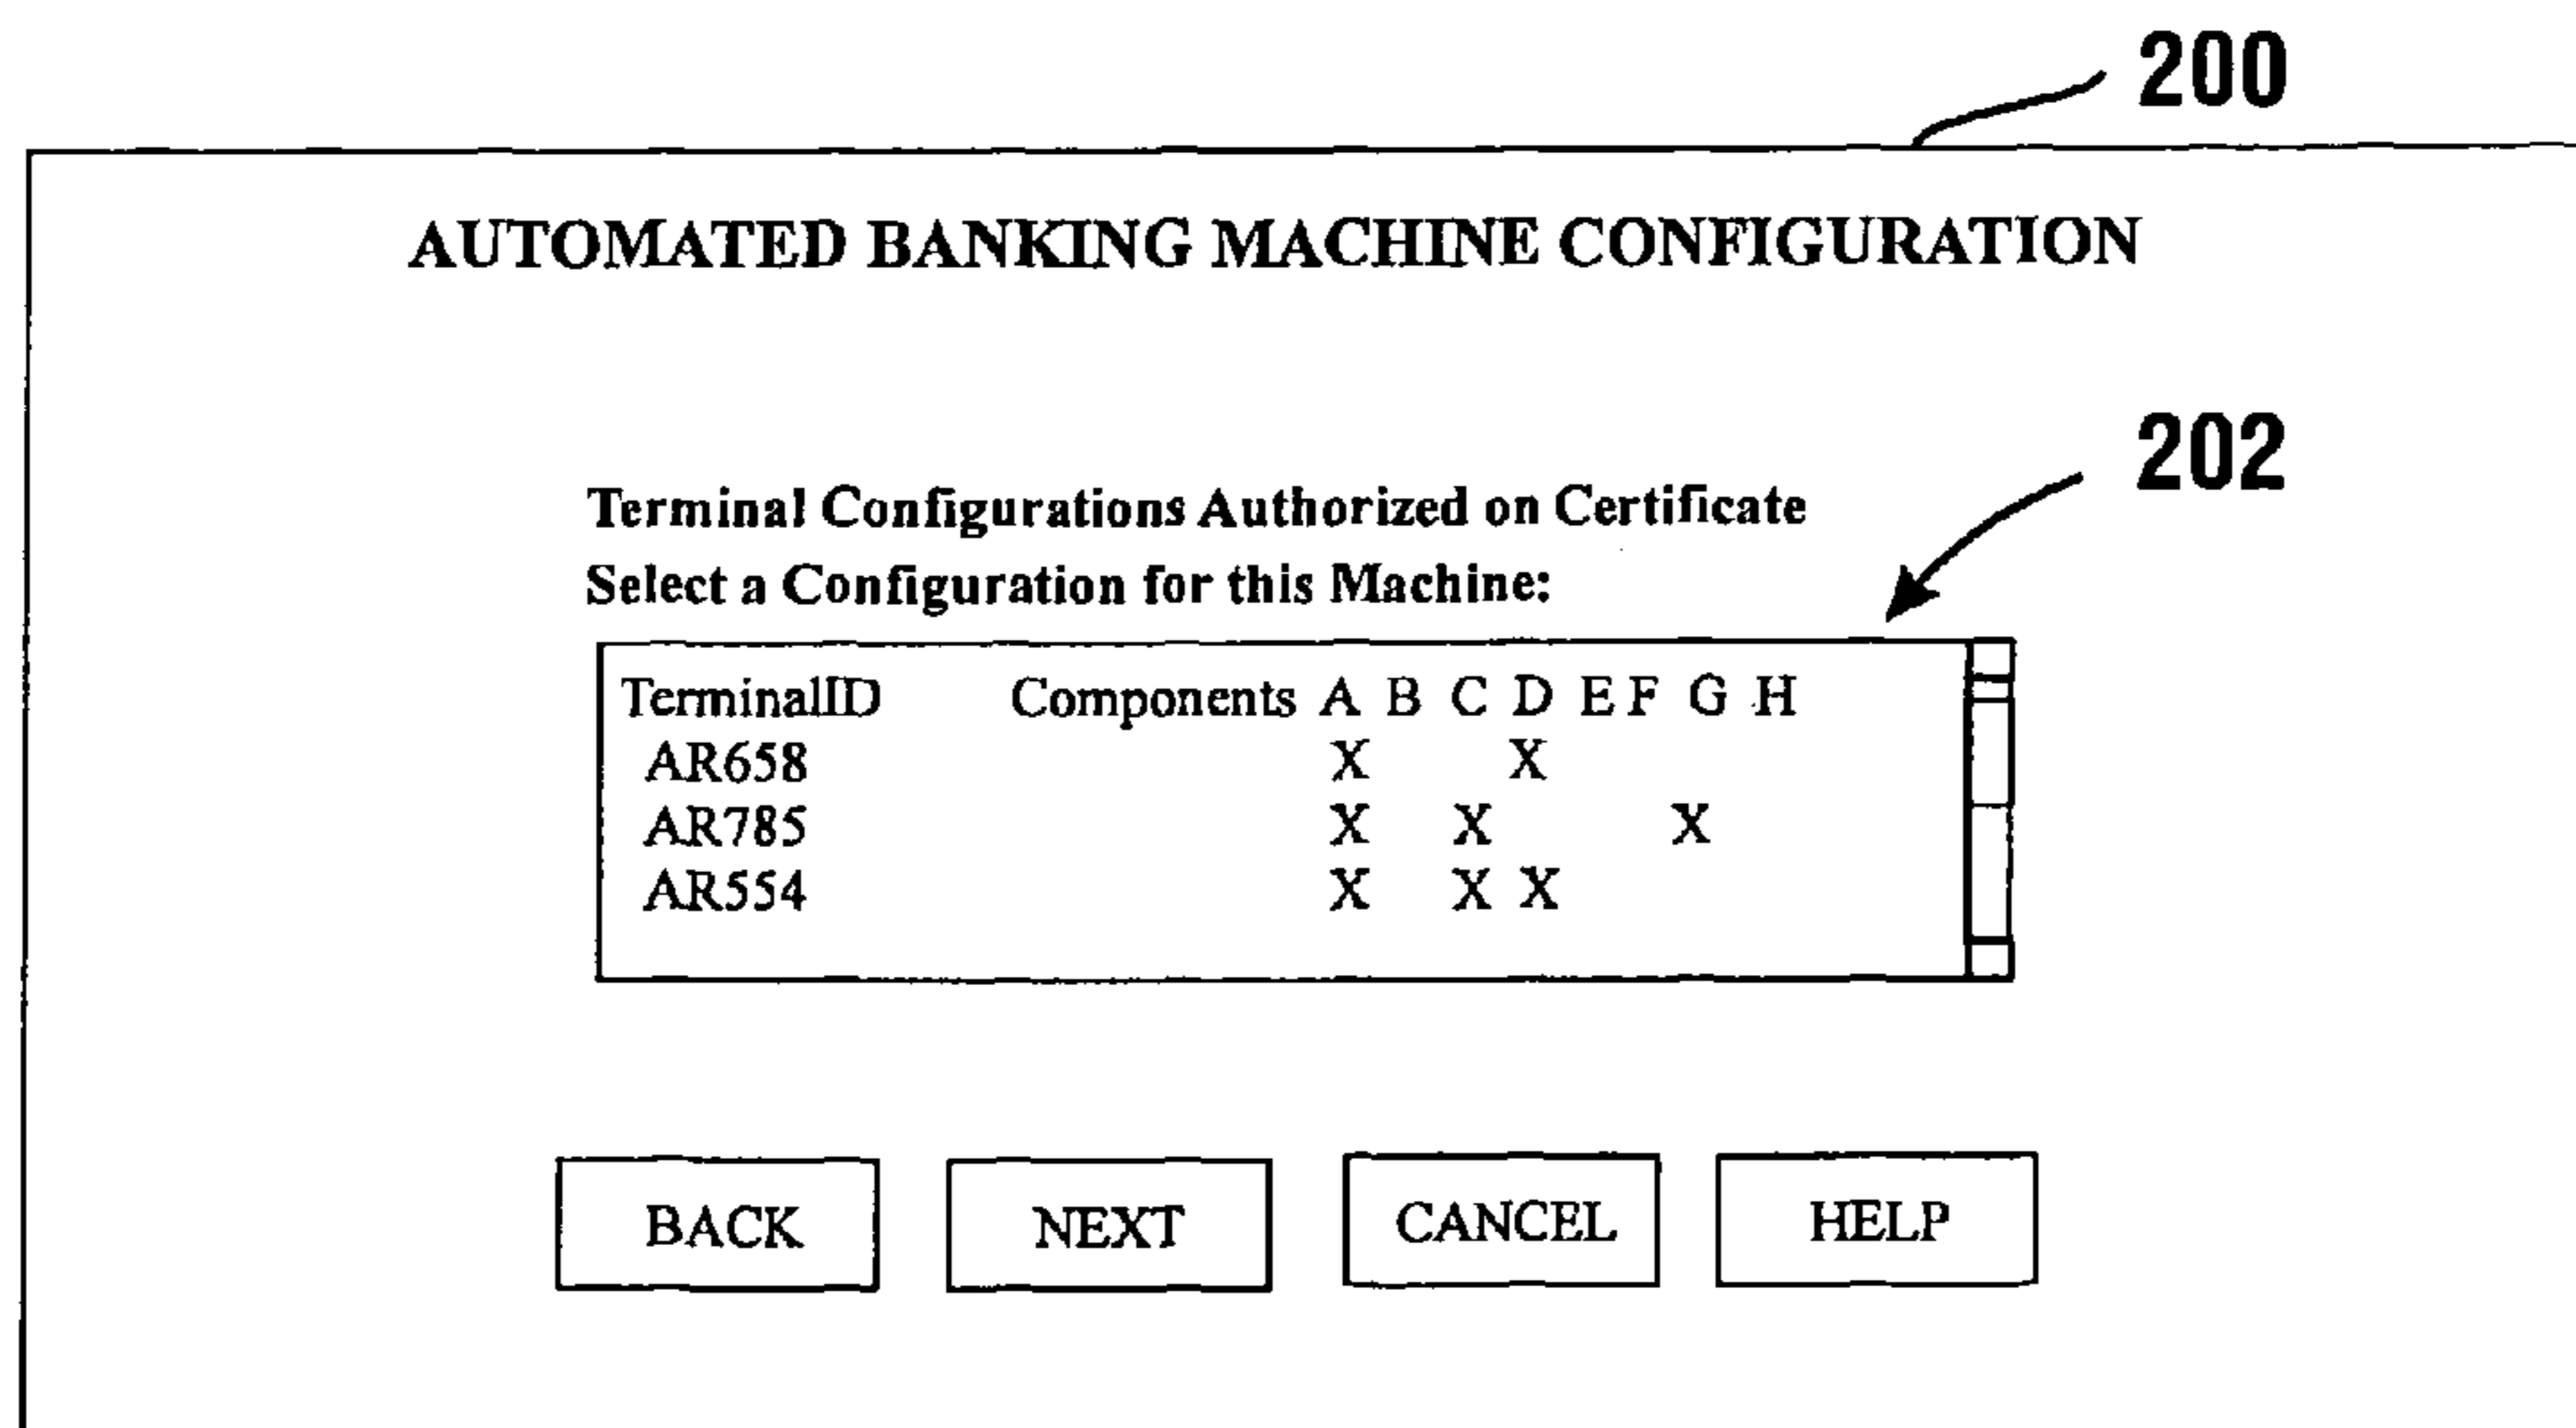 200
AUTOMATED BANKING MACHINE CONFIGURATION
202
Terminal Configurations Authorized on Certificate
Select a Configuration for this Machine:
TerminalID Components A B C D E F G H
AR658 X X
AR785 X X X
AR554 X X X
BACK NEXT CANCEL HELP